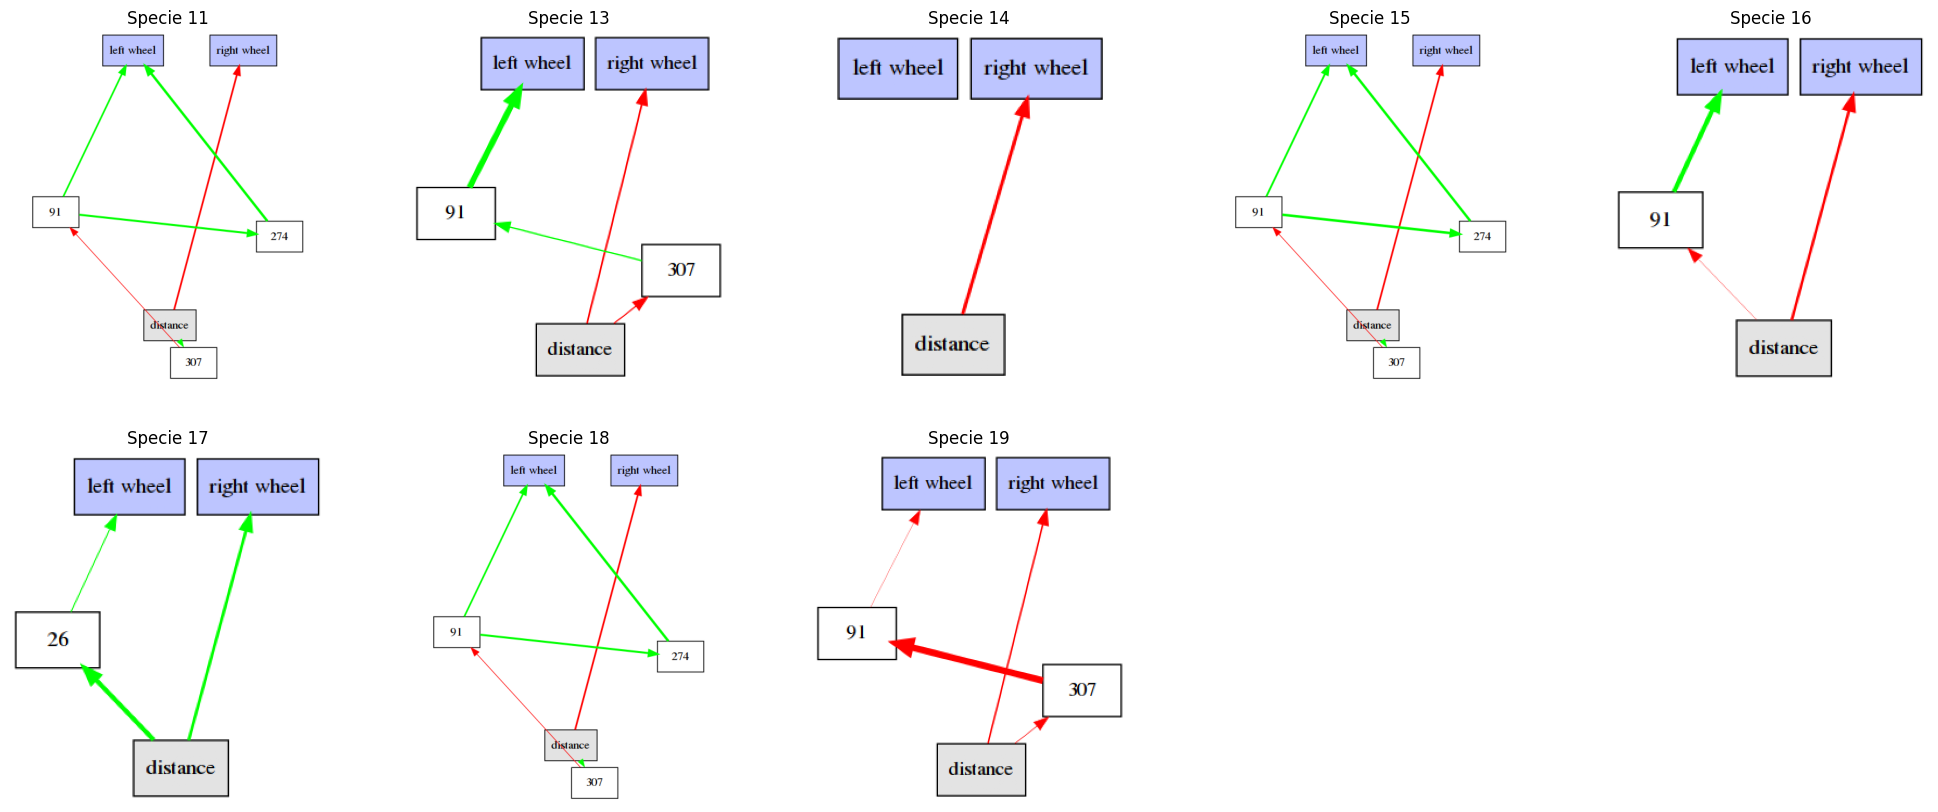 Specie 11
left wheel
right wheel
91
274
distance
307
Specie 13
left wheel
right wheel
91
307
distance
Specie 14
left wheel
right wheel
distance
Specie 15
left wheel
right wheel
91
274
distance
307
Specie 16
left wheel
right wheel
91
distance
Specie 17
left wheel
right wheel
26
distance
Specie 18
left wheel
right wheel
91
274
distance
307
Specie 19
left wheel
right wheel
91
307
distance